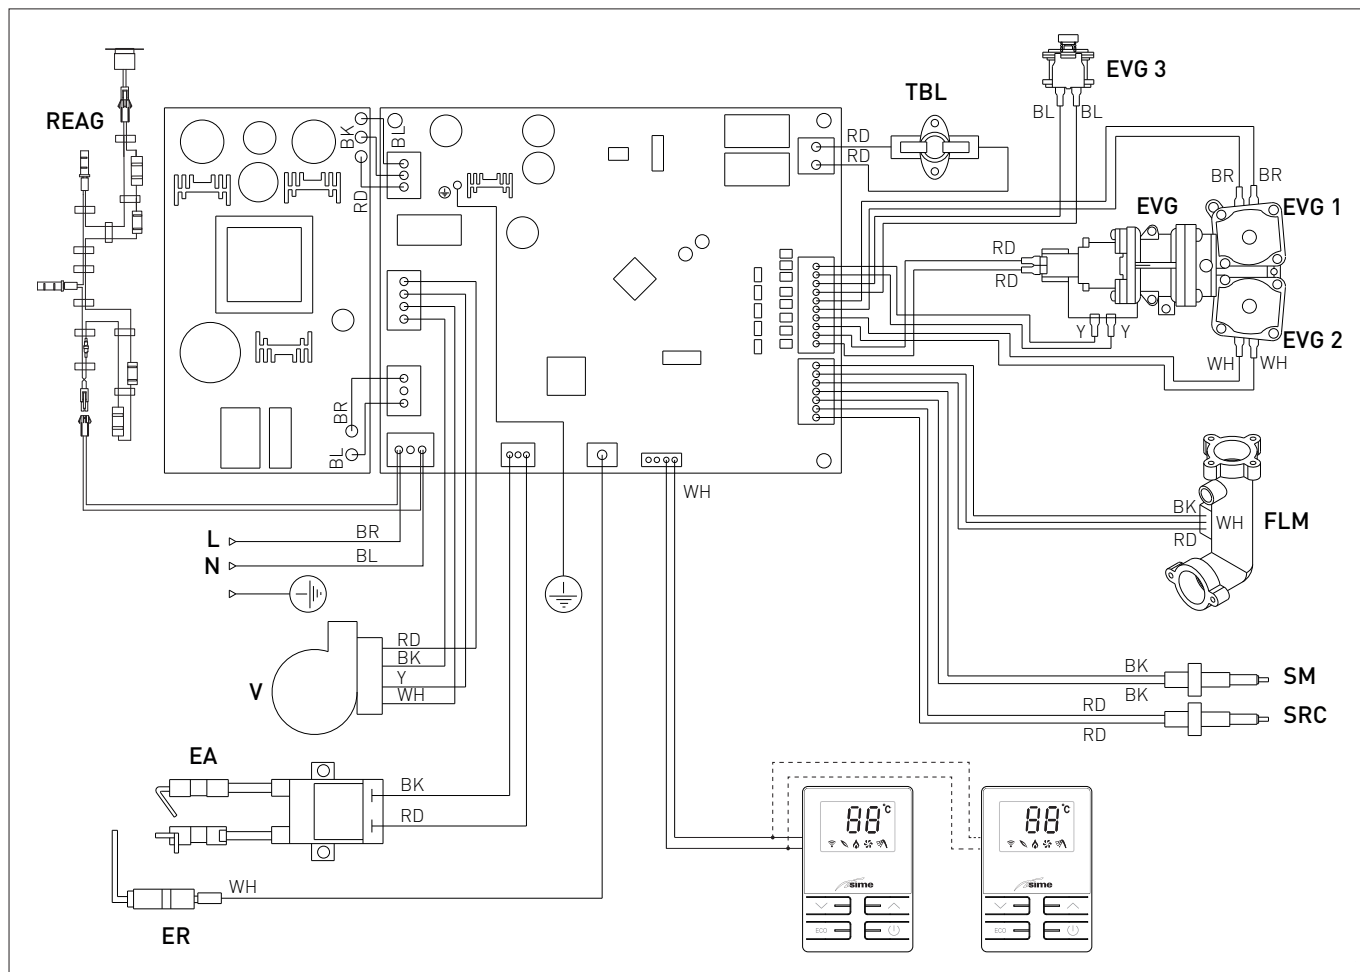 EVG 3
TBL
REAG
BL
BL
RD
RD
BK
BL
RD
BR
BR
EVG
EVG 1
RD
RD
Y
Y
EVG 2
WH
WH
BR
BL
WH
BK
WH
RD
FLM
L
BR
N
BL
RD
BK
Y
WH
V
BK
BK
SM
RD
RD
SRC
EA
BK
RD
WH
ER
88 °C
sime
ECO
88 °C
sime
ECO